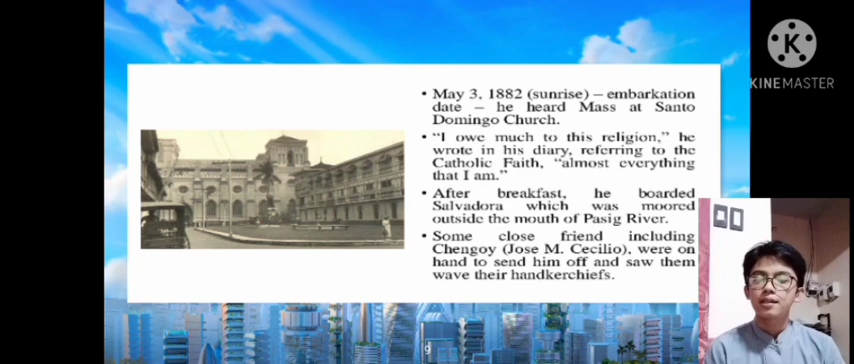 K
KINEMASTER
• May 3, 1882 (sunrise) – embarkation
date – he heard Mass at Santo
Domingo Church.
• “I owe much to this religion,” he
wrote in his diary, referring to the
Catholic Faith, “almost everything
that I am.”
• After breakfast, he boarded
Salvadora which was moored
outside the mouth of Pasig River.
• Some close friend including
Chengoy (Jose M. Cecilio), were on
hand to send him off and saw them
wave their handkerchiefs.
9